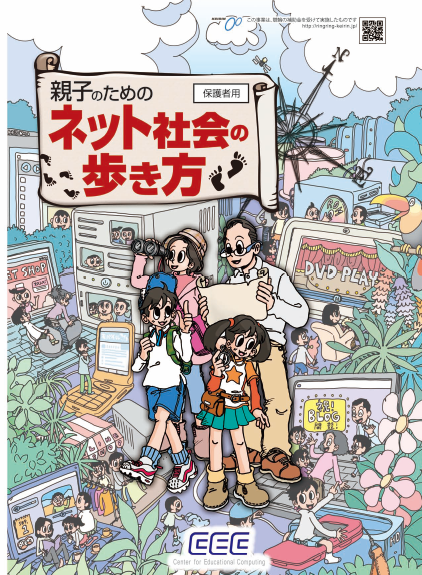 この事業は、競輪の補助金を受けて実施したものです
http://ringring-keirin.jp/
親子のための
保護者用
ネット社会の
歩き方
DVD PLAY
BLOG
CEC
Center for Educational Computing